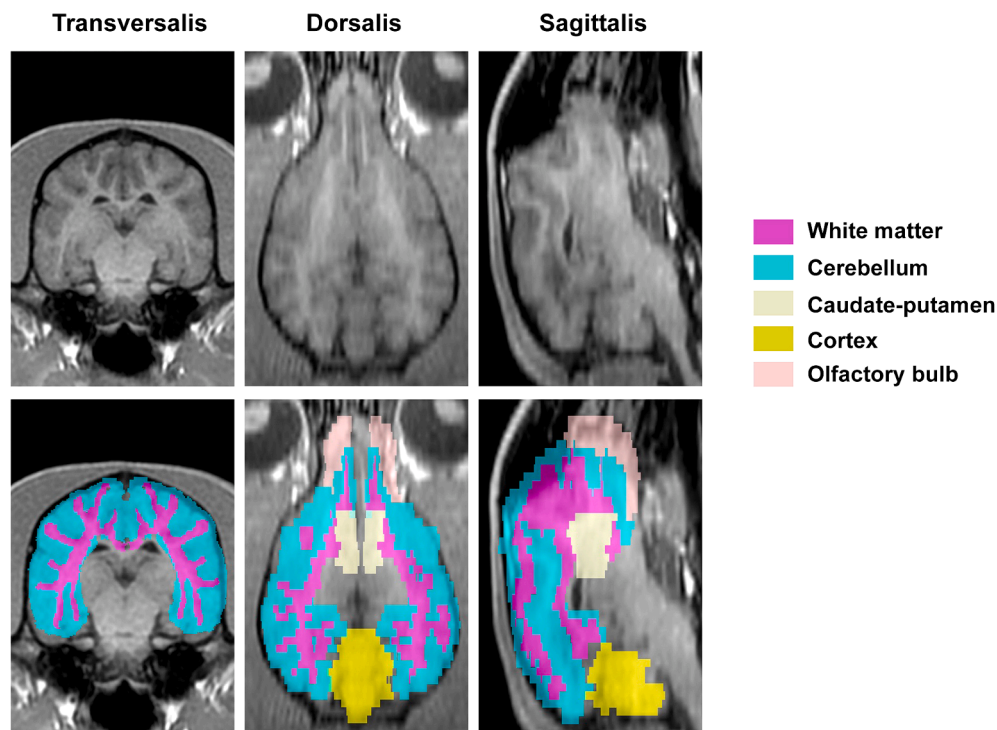 Transversalis
Dorsalis
Sagittalis
White matter
Cerebellum
Caudate-putamen
Cortex
Olfactory bulb